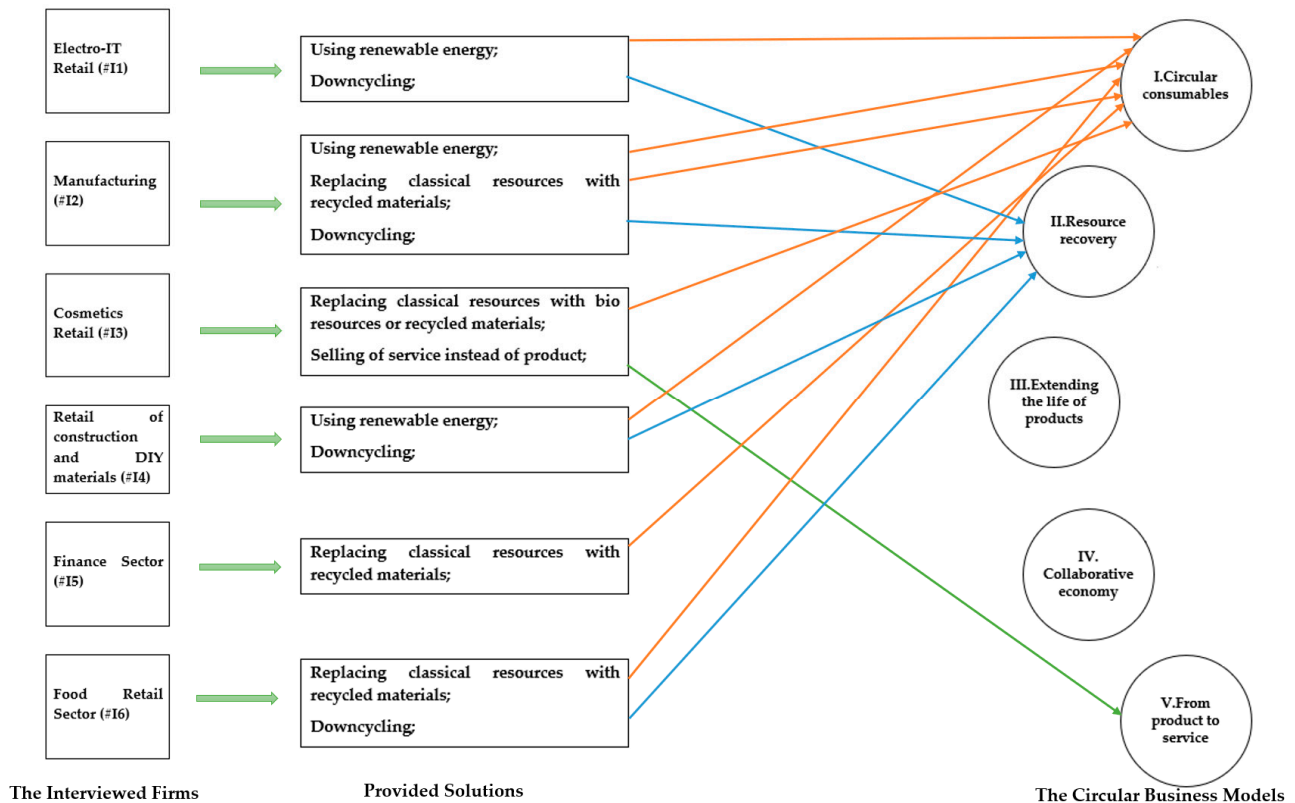 Electro-IT
Retail (#I1)
Using renewable energy;
Downcycling;
I.Circular
consumables
Manufacturing
(#I2)
Using renewable energy;
Replacing classical resources with
recycled materials;
Downcycling;
II.Resource
recovery
Cosmetics
Retail (#I3)
Replacing classical resources with bio
resources or recycled materials;
Selling of service instead of product;
III.Extending
the life of
products
Retail of
construction
and DIY
materials (#I4)
Using renewable energy;
Downcycling;
Finance Sector
(#I5)
Replacing classical resources with
recycled materials;
IV.
Collaborative
economy
Food Retail
Sector (#I6)
Replacing classical resources with
recycled materials;
Downcycling;
V.From
product to
service
The Interviewed Firms
Provided Solutions
The Circular Business Models